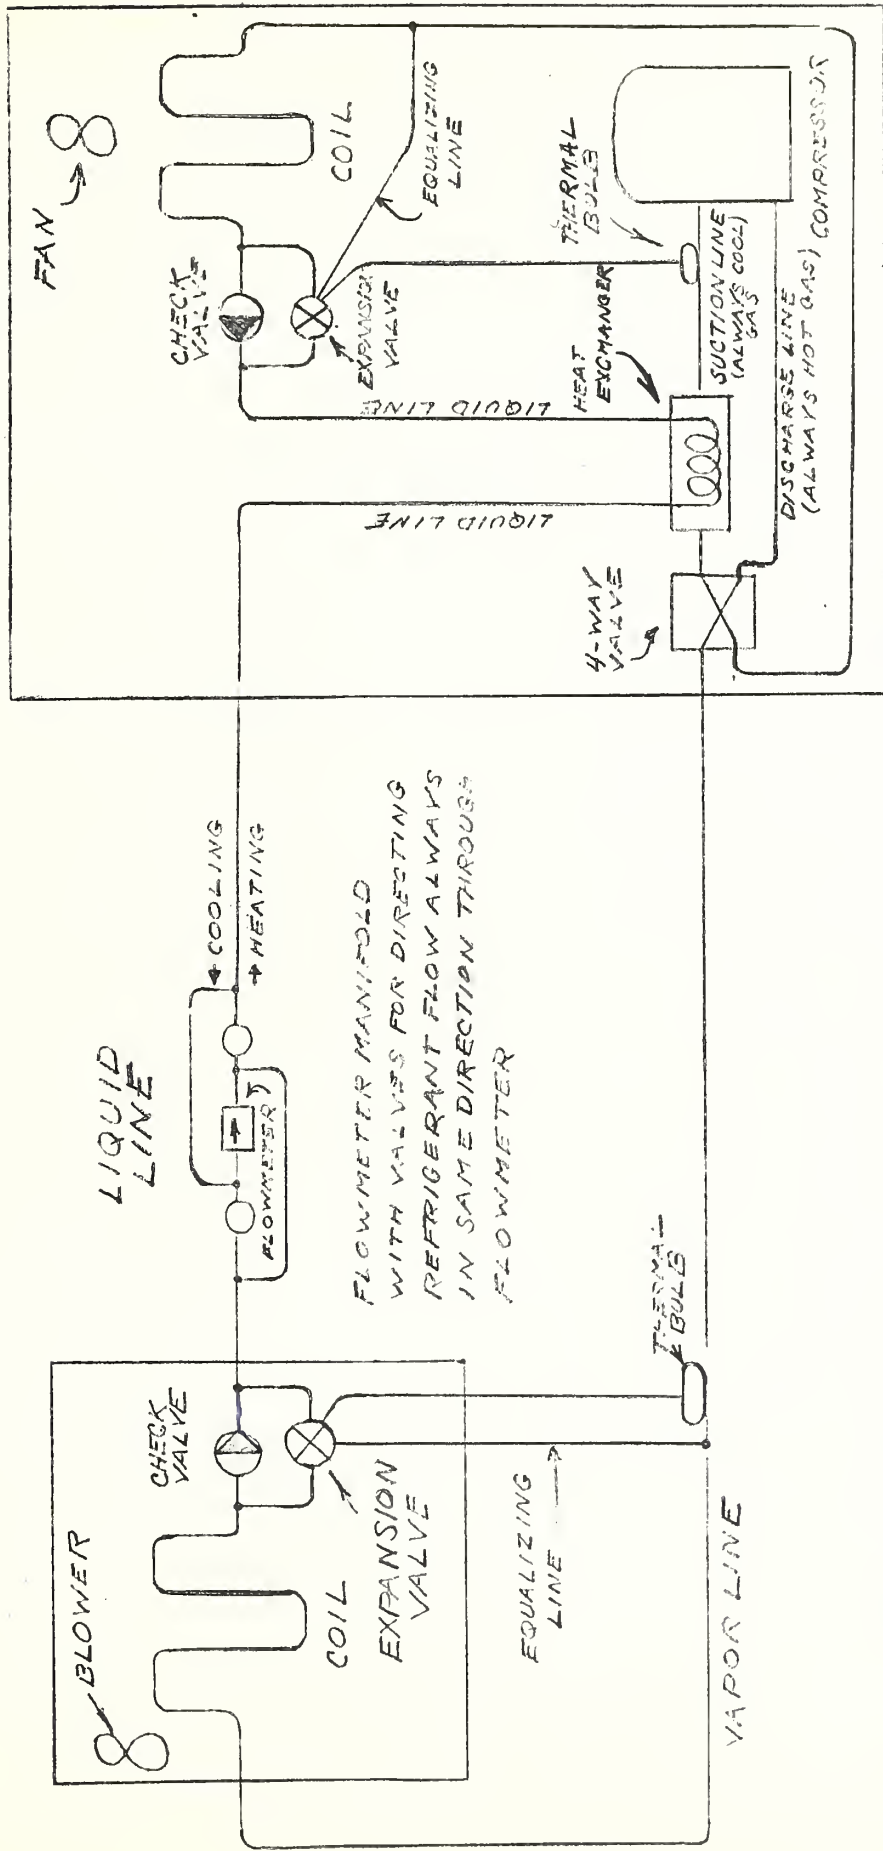 FAN
COIL
CHECK
VALVE
EXPANSION
VALVE
EQUALIZING
LINE
THERMAL
BULB
HEAT
EXCHANGER
SUCTION LINE
(ALWAYS COOL)
GAS
DISCHARGE LINE
(ALWAYS HOT GAS)
COMPRESSOR
LIQUID LINE
LIQUID LINE
4-WAY
VALVE
COOLING
HEATING
LIQUID
LINE
FLOWMETER
FLOWMETER MANIFOLD
WITH VALVES FOR DIRECTING
REFRIGERANT FLOW ALWAYS
IN SAME DIRECTION THROUGH
FLOWMETER
BLOWER
CHECK
VALVE
COIL
EXPANSION
VALVE
EQUALIZING
LINE
THERMAL
BULB
VAPOR LINE